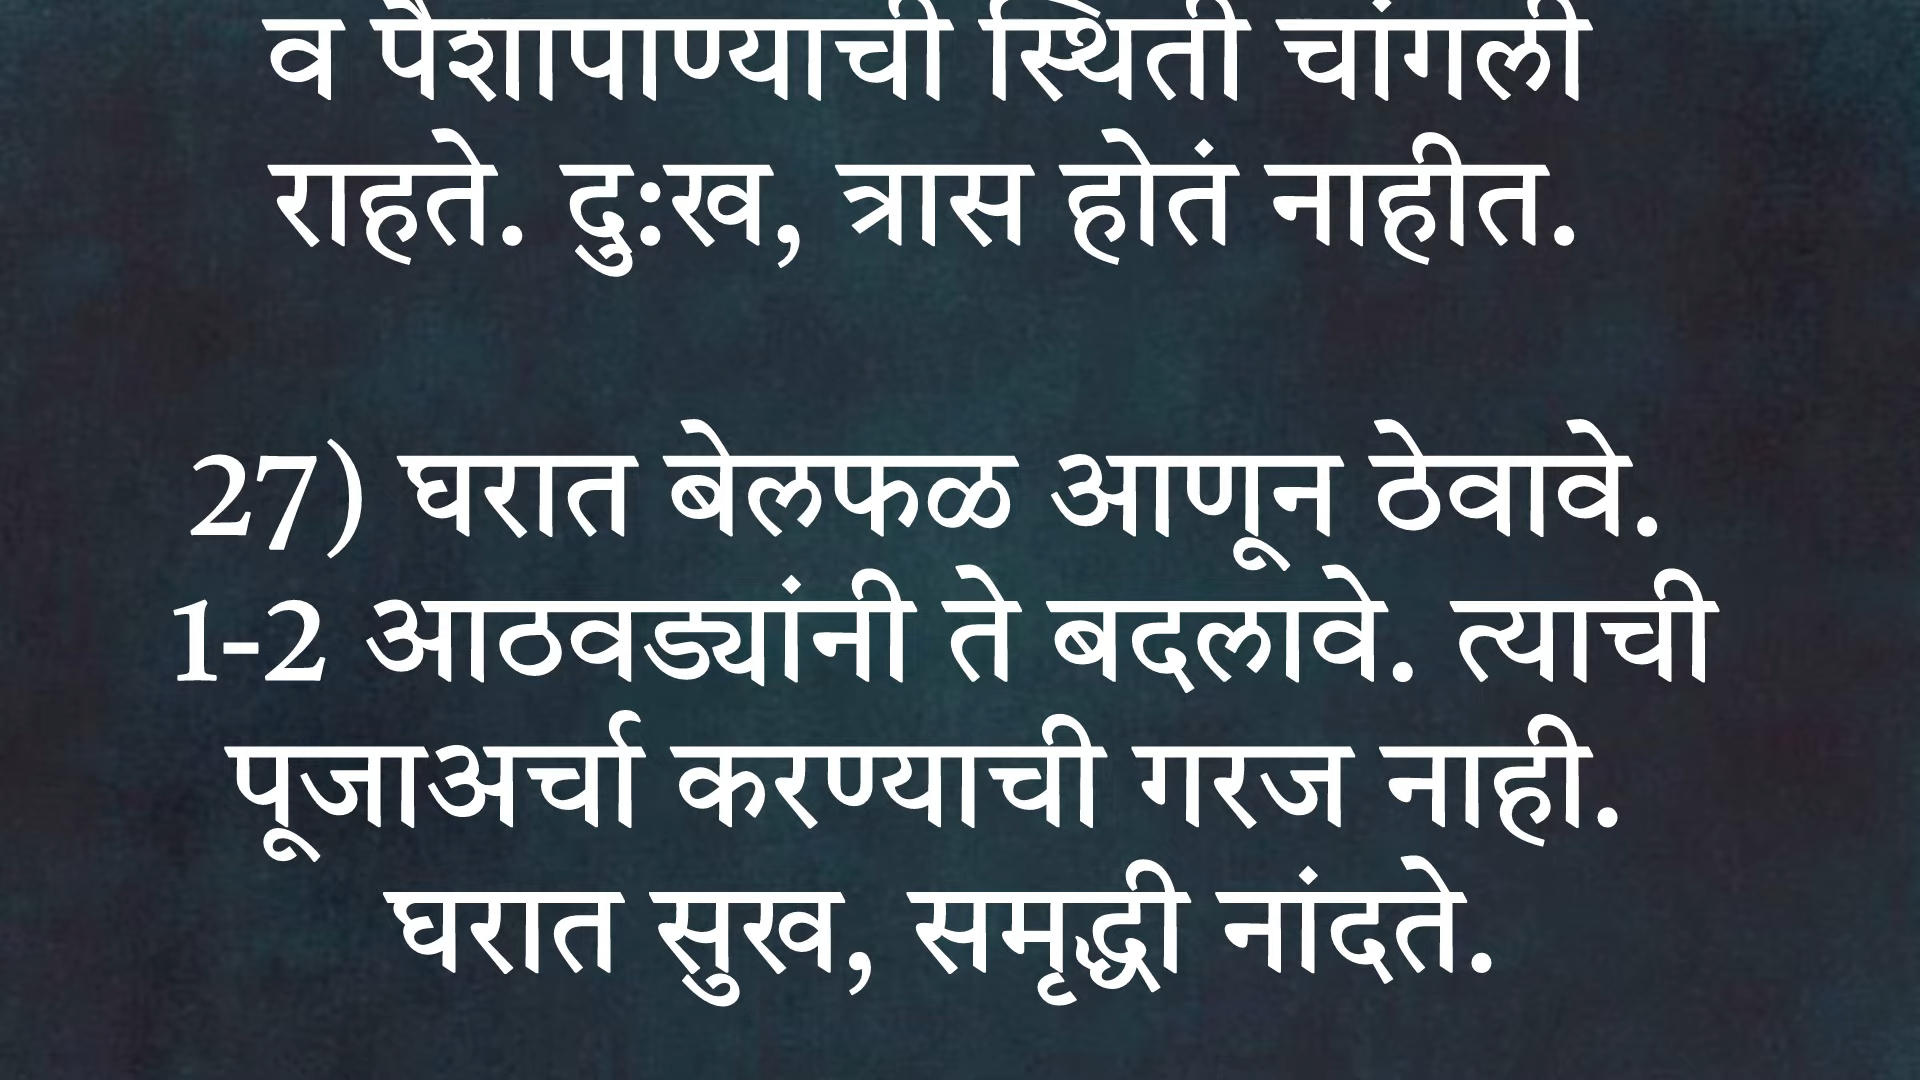 व पैशापाण्याची स्थिती चांगली
राहते. दु:ख, त्रास होतं नाहीत.
27) घरात बेलफळ आणून ठेवावे.
1-2 आठवड्यांनी ते बदलावे. त्याची
पूजाअर्चा करण्याची गरज नाही.
घरात सुख, समृद्धी नांदते.